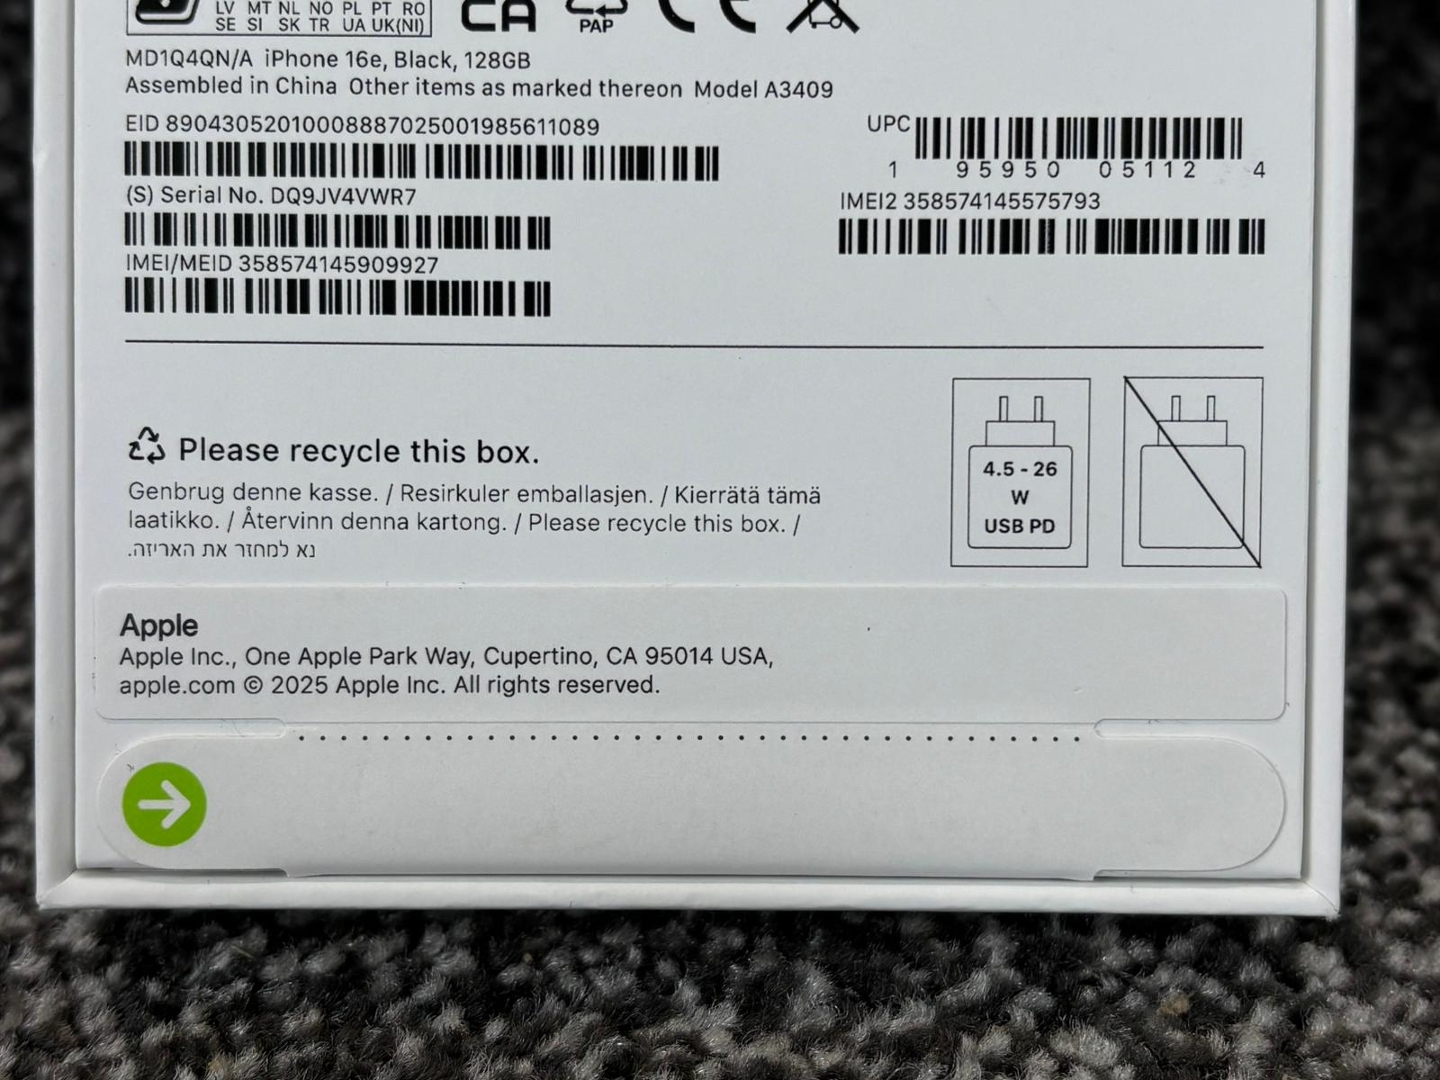 LV MT NL NO PL PT RO
SE SI SK TR UA UK(NI)
UK
CA
PAP
CE
MD1Q4QN/A iPhone 16e, Black, 128GB
Assembled in China Other items as marked thereon Model A3409
EID 89043052010008887025001985611089
UPC
1 95950 05112 4
(S) Serial No. DQ9JV4VWR7
IMEI2 358574145575793
IMEI/MEID 358574145909927
Please recycle this box.
Genbrug denne kasse. / Resirkuler emballasjen. / Kierrätä tämä
laatikko. / Återvinn denna kartong. / Please recycle this box. /
נא למחזר את האריזה.
4.5 - 26
W
USB PD
Apple
Apple Inc., One Apple Park Way, Cupertino, CA 95014 USA,
apple.com © 2025 Apple Inc. All rights reserved.